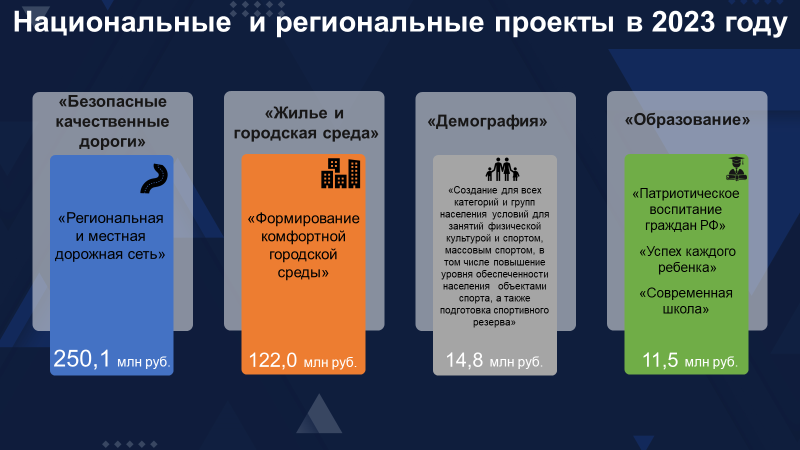 Национальные и региональные проекты в 2023 году
«Безопасные
качественные
дороги»
«Региональная
и местная
дорожная сеть»
250,1 млн руб.
«Жилье и
городская среда»
«Формирование
комфортной
городской
среды»
122,0 млн руб.
«Демография»
«Создание для всех
категорий и групп
населения условий для
занятий физической
культурой и спортом,
массовым спортом, в
том числе повышение
уровня обеспеченности
населения объектами
спорта, а также
подготовка спортивного
резерва»
14,8 млн руб.
«Образование»
«Патриотическое
воспитание
граждан РФ»
«Успех каждого
ребенка»
«Современная
школа»
11,5 млн руб.